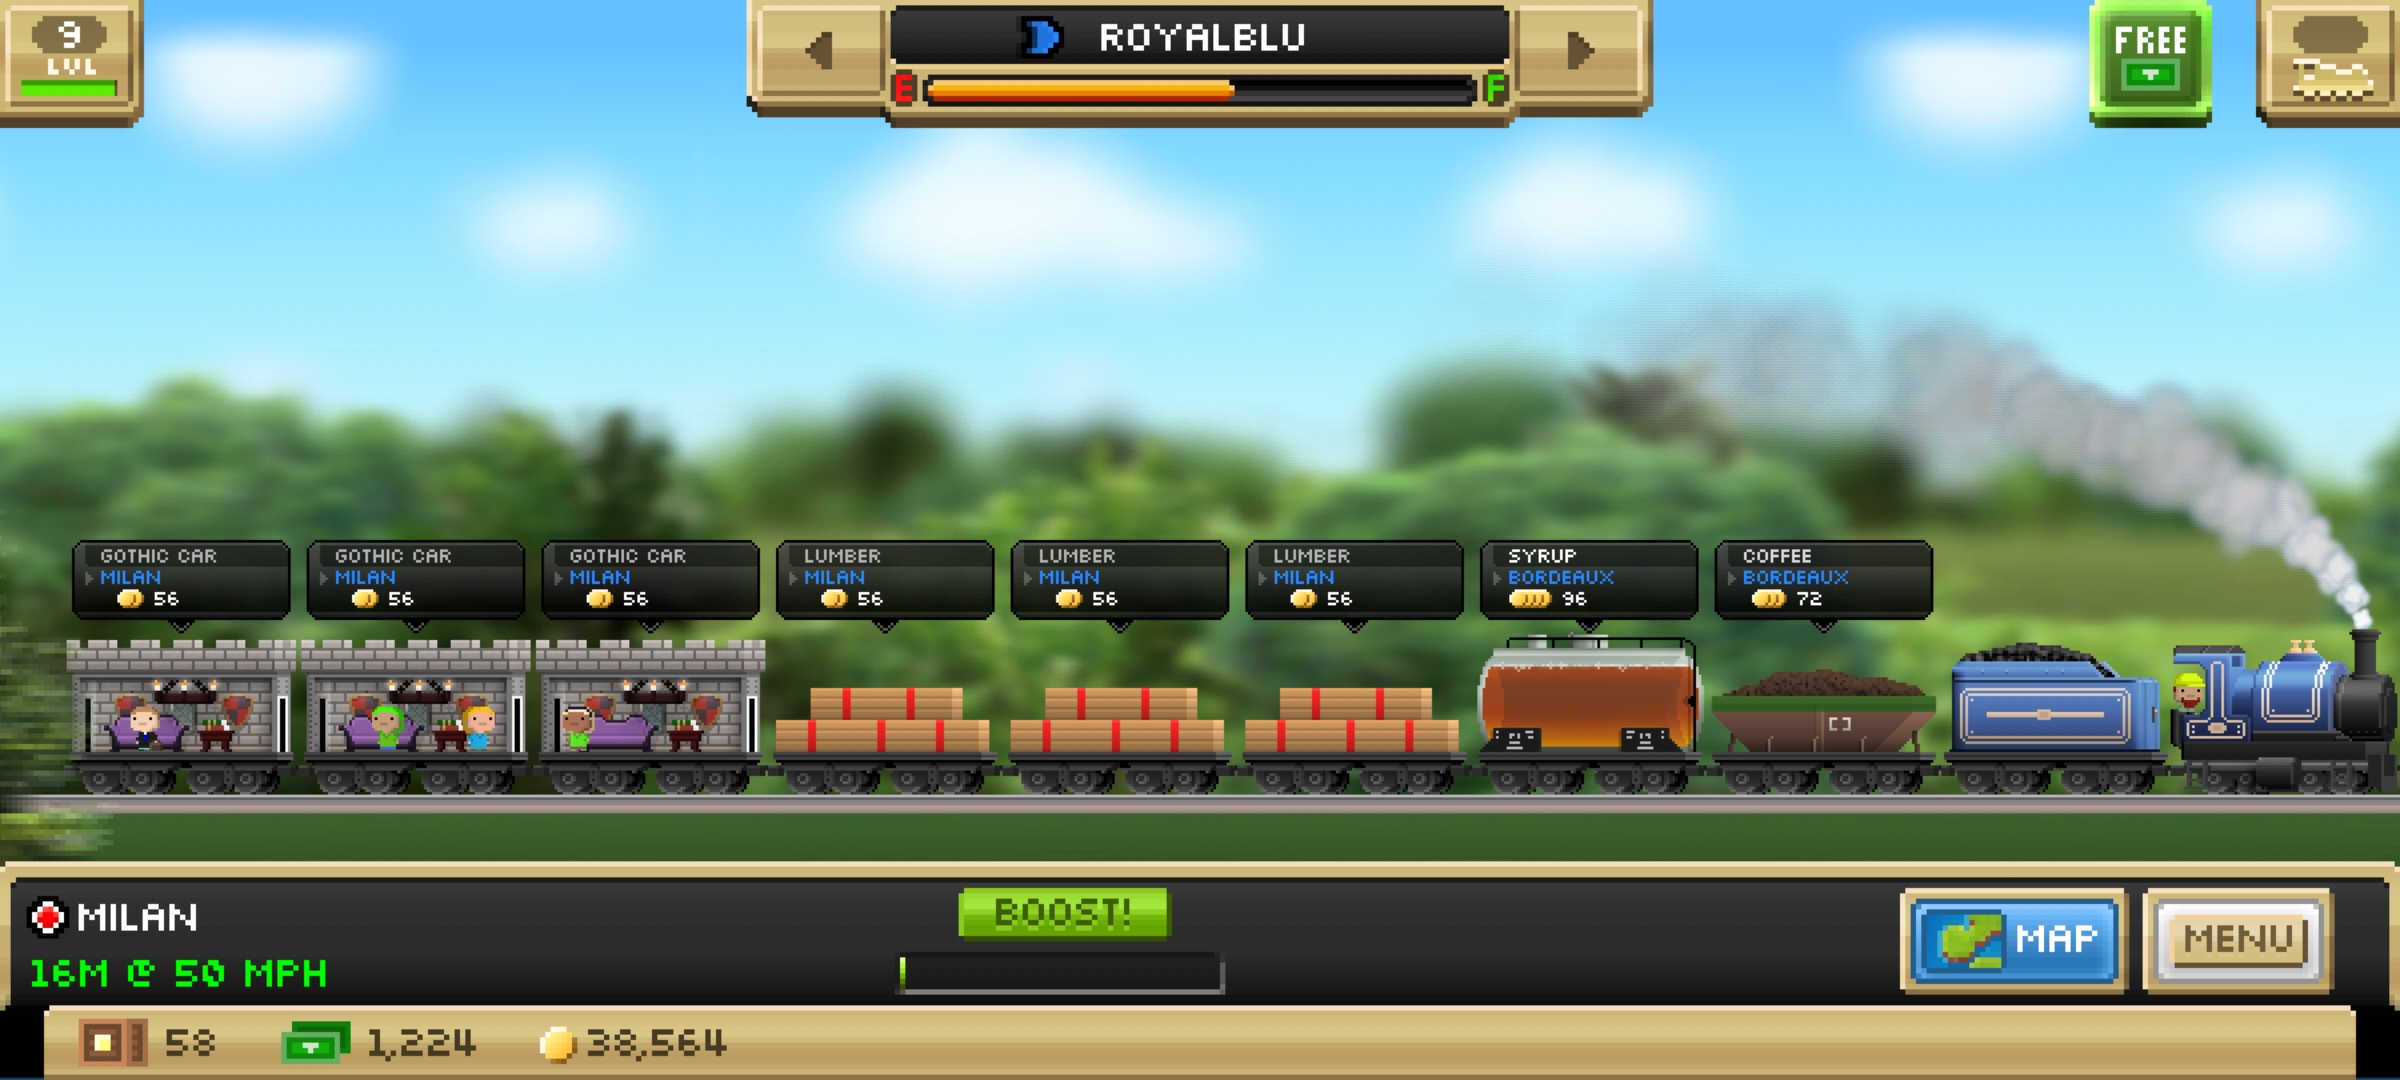 9
LVL
ROYALBLU
E F
FREE
GOTHIC CAR
MILAN
56
GOTHIC CAR
MILAN
56
GOTHIC CAR
MILAN
56
LUMBER
MILAN
56
LUMBER
MILAN
56
LUMBER
MILAN
56
SYRUP
BORDEAUX
96
COFFEE
BORDEAUX
72
MILAN
16M @ 50 MPH
BOOST!
MAP
MENU
58
1,224
38,564